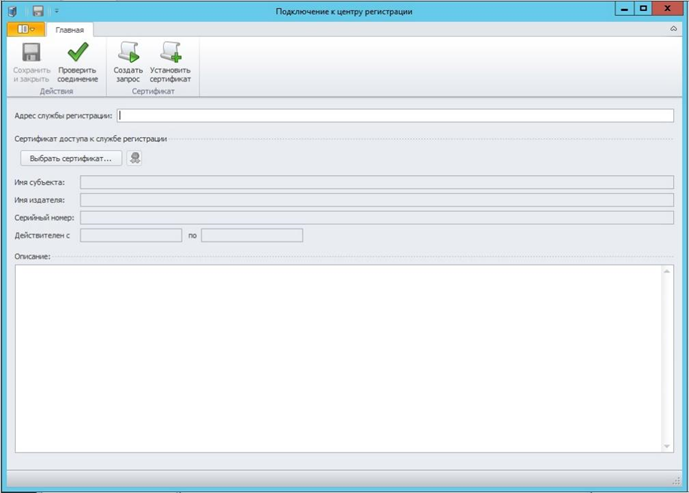 Подключение к центру регистрации
Главная
Сохранить и закрыть
Проверить соединение
Создать запрос
Установить сертификат
Действия
Сертификат
Адрес службы регистрации:
Сертификат доступа к службе регистрации
Выбрать сертификат...
Имя субъекта:
Имя издателя:
Серийный номер:
Действителен с
по
Описание: